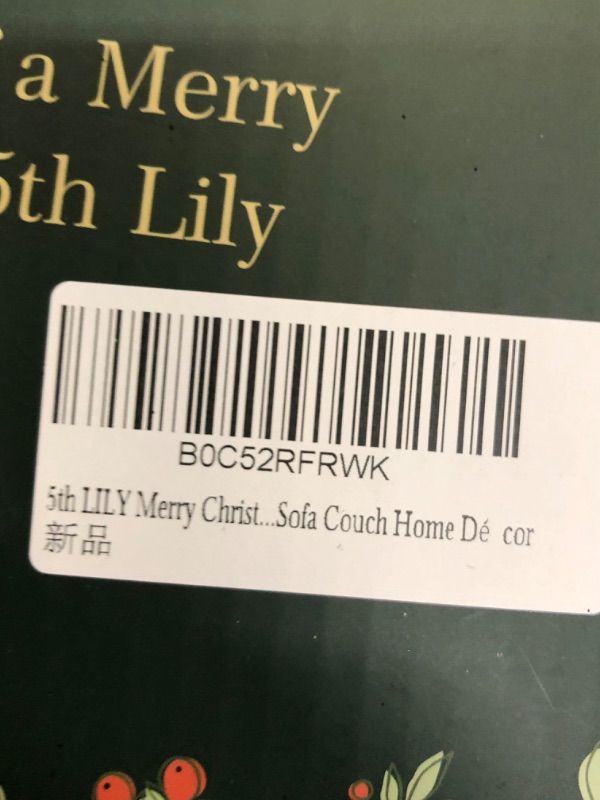 a Merry
5th Lily
B0C52RFRWK
5th LILY Merry Christ...Sofa Couch Home Dé cor
新品